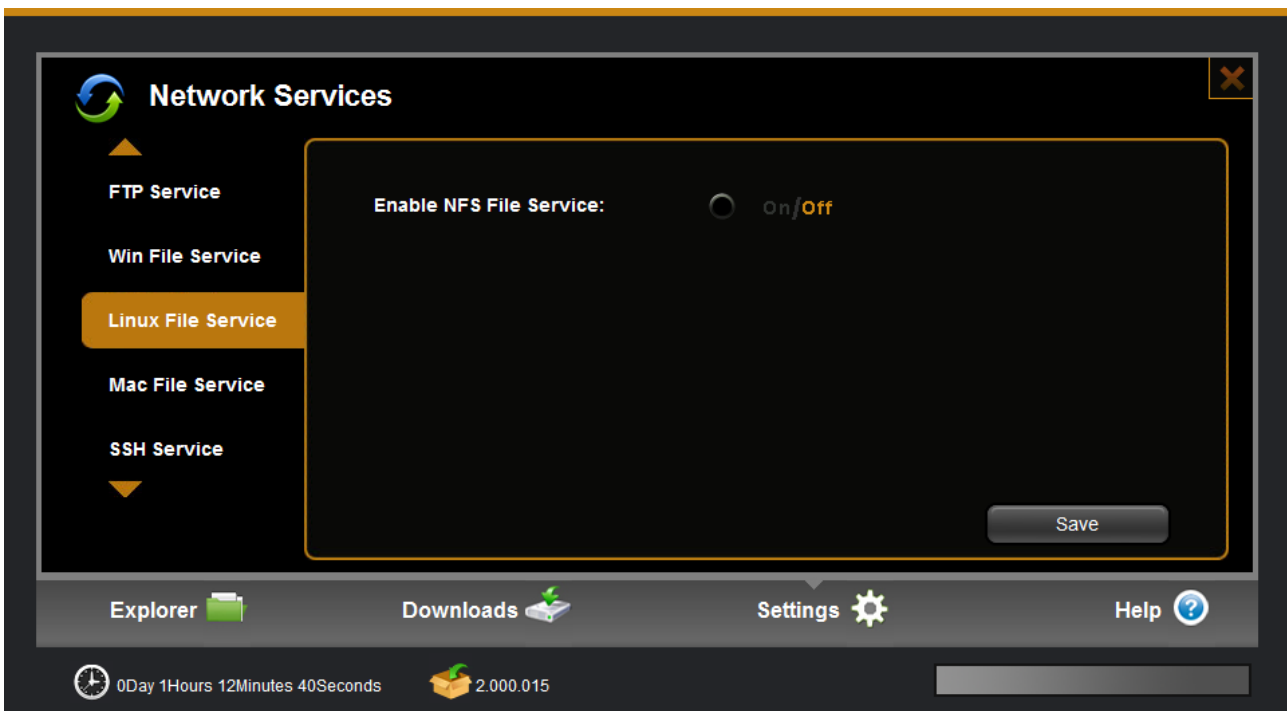 Network Services
FTP Service
Win File Service
Linux File Service
Mac File Service
SSH Service
Enable NFS File Service:
On/Off
Save
Explorer
Downloads
Settings
Help
0Day 1Hours 12Minutes 40Seconds
2.000.015